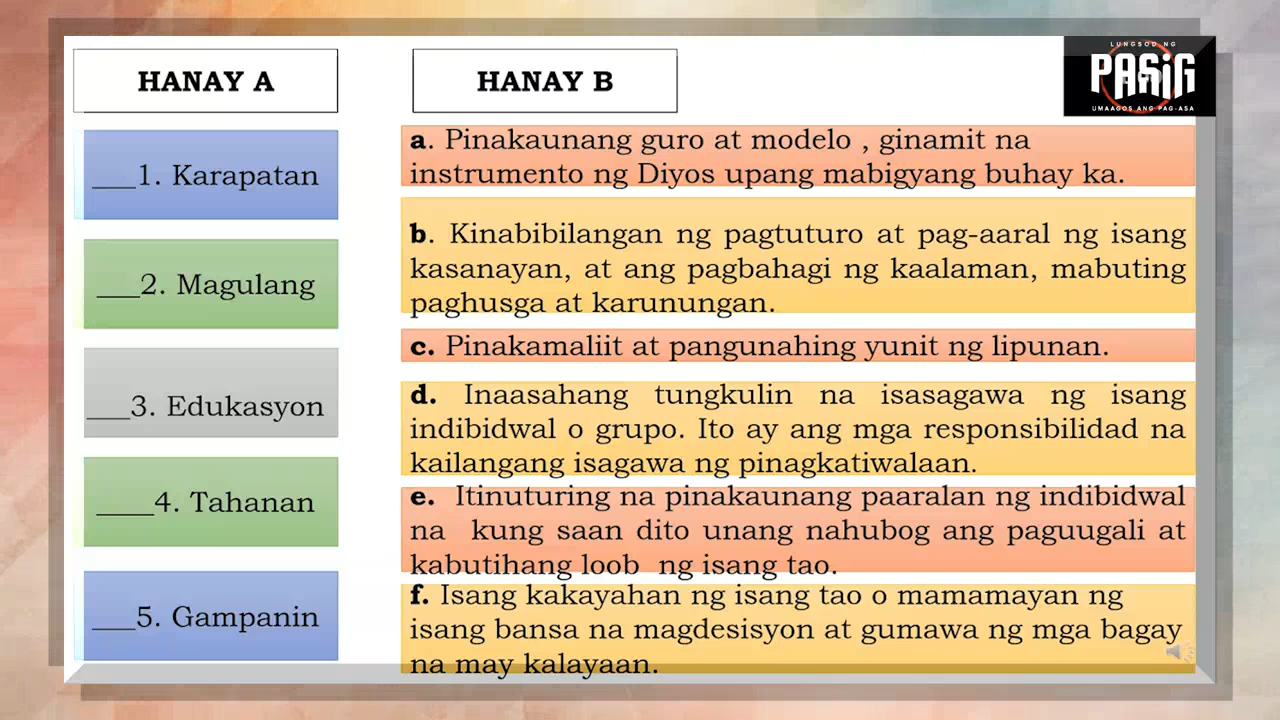 HANAY A
HANAY B
LUNGSOD NG
PASiG
UMAAGOS ANG PAG-ASA
___1. Karapatan
___2. Magulang
___3. Edukasyon
____4. Tahanan
___5. Gampanin
a. Pinakaunang guro at modelo , ginamit na
instrumento ng Diyos upang mabigyang buhay ka.
b. Kinabibilangan ng pagtuturo at pag-aaral ng isang
kasanayan, at ang pagbahagi ng kaalaman, mabuting
paghusga at karunungan.
c. Pinakamaliit at pangunahing yunit ng lipunan.
d. Inaasahang tungkulin na isasagawa ng isang
indibidwal o grupo. Ito ay ang mga responsibilidad na
kailangang isagawa ng pinagkatiwalaan.
e. Itinuturing na pinakaunang paaralan ng indibidwal
na kung saan dito unang nahubog ang paguugali at
kabutihang loob ng isang tao.
f. Isang kakayahan ng isang tao o mamamayan ng
isang bansa na magdesisyon at gumawa ng mga bagay
na may kalayaan.